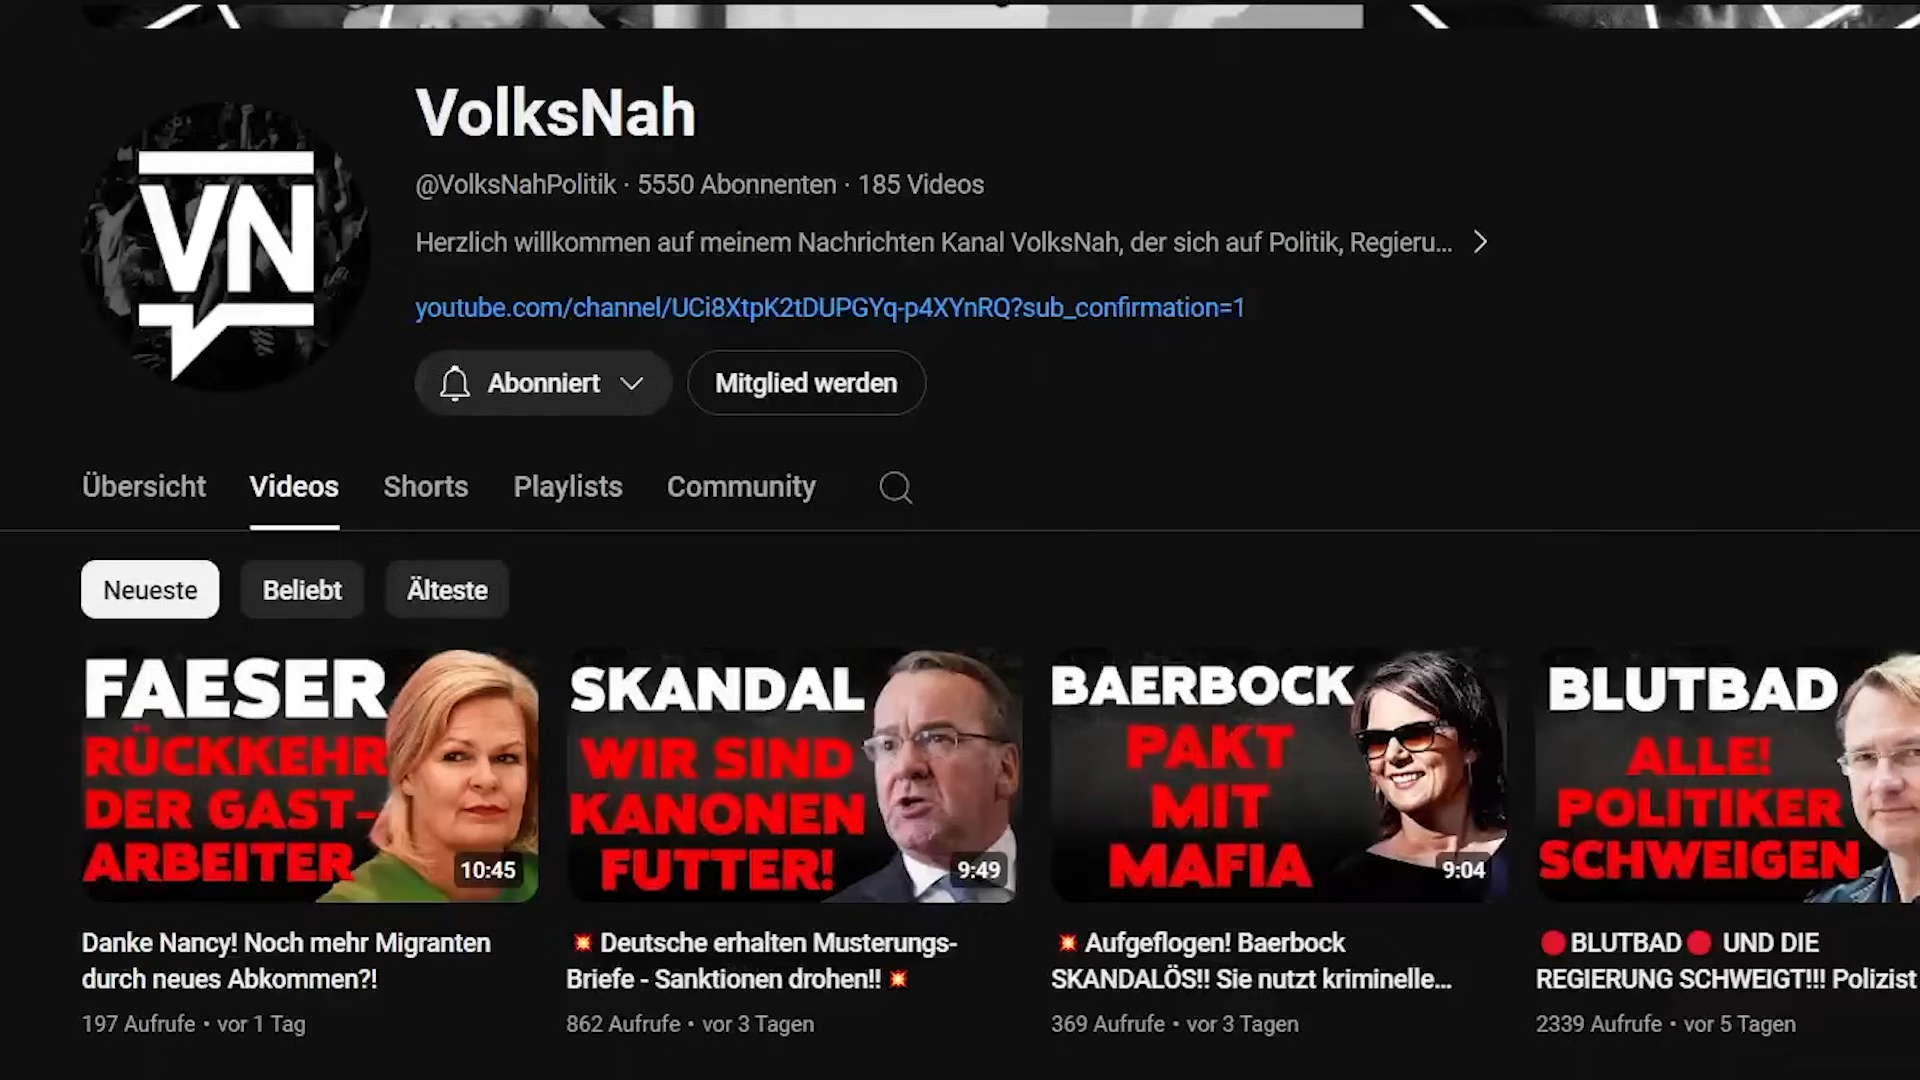 VN
VolksNah
@VolksNahPolitik · 5550 Abonnenten · 185 Videos
Herzlich willkommen auf meinem Nachrichten Kanal VolksNah, der sich auf Politik, Regieru...
youtube.com/channel/UCi8XtpK2tDUPGYq-p4XYnRQ?sub_confirmation=1
Abonniert
Mitglied werden
Übersicht Videos Shorts Playlists Community
Neueste Beliebt Älteste
FAESER
RÜCKKEHR
DER GAST-
ARBEITER
10:45
Danke Nancy! Noch mehr Migranten
durch neues Abkommen?!
197 Aufrufe • vor 1 Tag
SKANDAL
WIR SIND
KANONEN
FUTTER!
9:49
💥 Deutsche erhalten Musterungs-
Briefe - Sanktionen drohen!! 💥
862 Aufrufe • vor 3 Tagen
BAERBOCK
PAKT
MIT
MAFIA
9:04
💥 Aufgeflogen! Baerbock
SKANDALÖS!! Sie nutzt kriminelle...
369 Aufrufe • vor 3 Tagen
BLUTBAD
ALLE!
POLITIKER
SCHWEIGEN
🔴BLUTBAD🔴 UND DIE
REGIERUNG SCHWEIGT!!! Polizist
2339 Aufrufe • vor 5 Tagen